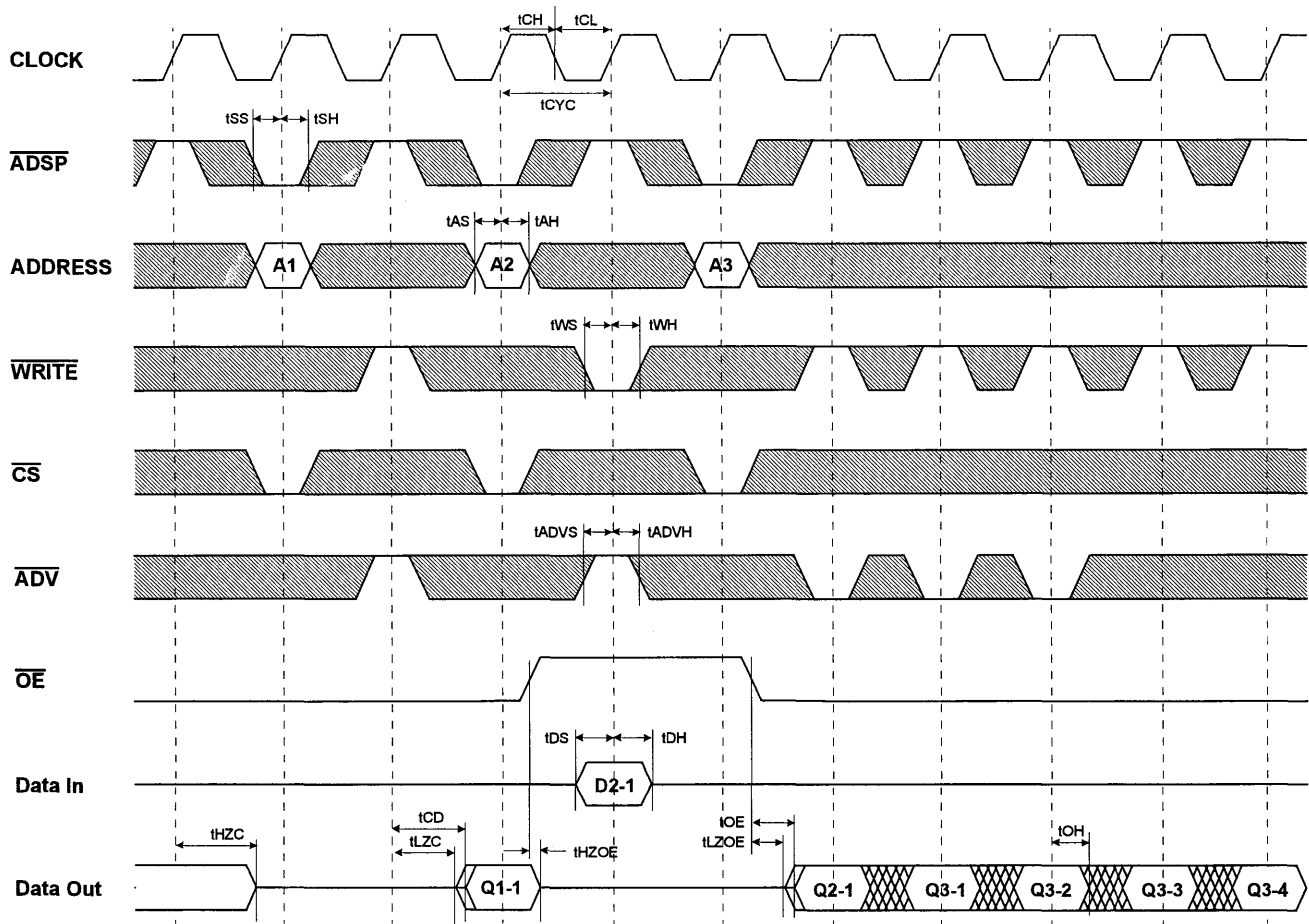 tCH tCL
CLOCK
tCYC
tSS tSH
ADSP
tAS tAH
ADDRESS A1 A2 A3
tWS tWH
WRITE
CS
tADVS tADVH
ADV
OE
tDS tDH
Data In D2-1
tHZC tCD tLZC tHZOE tOE tLZOE tOH
Data Out Q1-1 Q2-1 Q3-1 Q3-2 Q3-3 Q3-4